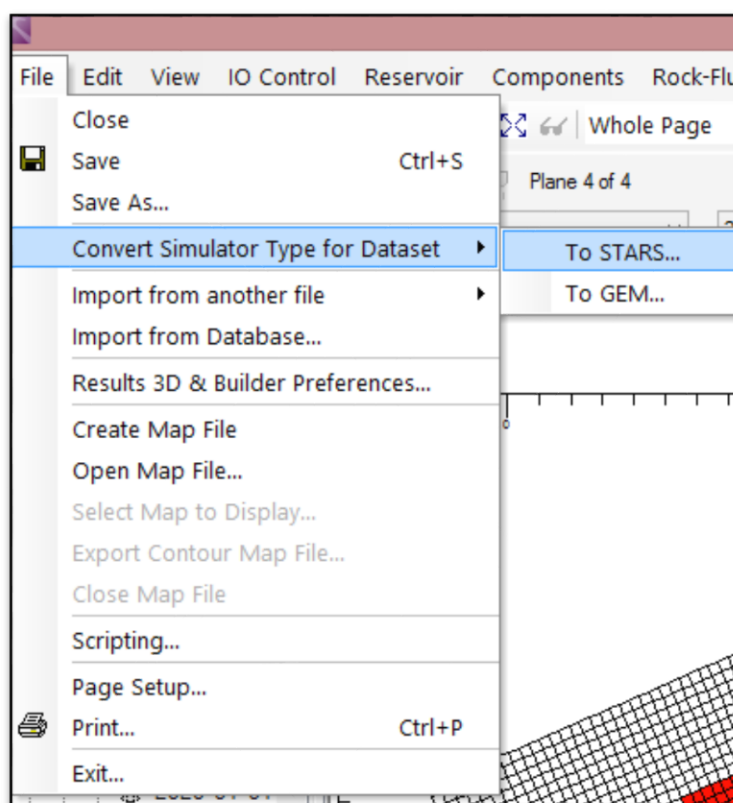 File Edit View IO Control Reservoir Components Rock-Flu
Close
Whole Page
Save Ctrl+S
Plane 4 of 4
Save As...
Convert Simulator Type for Dataset
To STARS...
Import from another file
To GEM...
Import from Database...
Results 3D & Builder Preferences...
Create Map File
0
Open Map File...
Select Map to Display...
Export Contour Map File...
Close Map File
Scripting...
Page Setup...
Print... Ctrl+P
Exit...